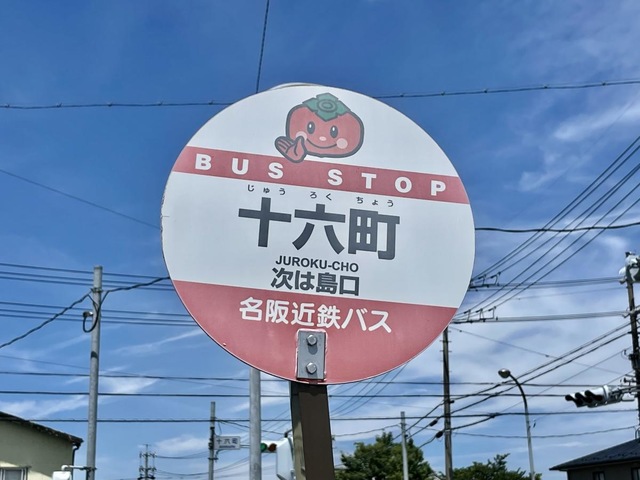 BUS STOP
じゅう ろく ちょう
十六町
JUROKU-CHO
次は島口
名阪近鉄バス